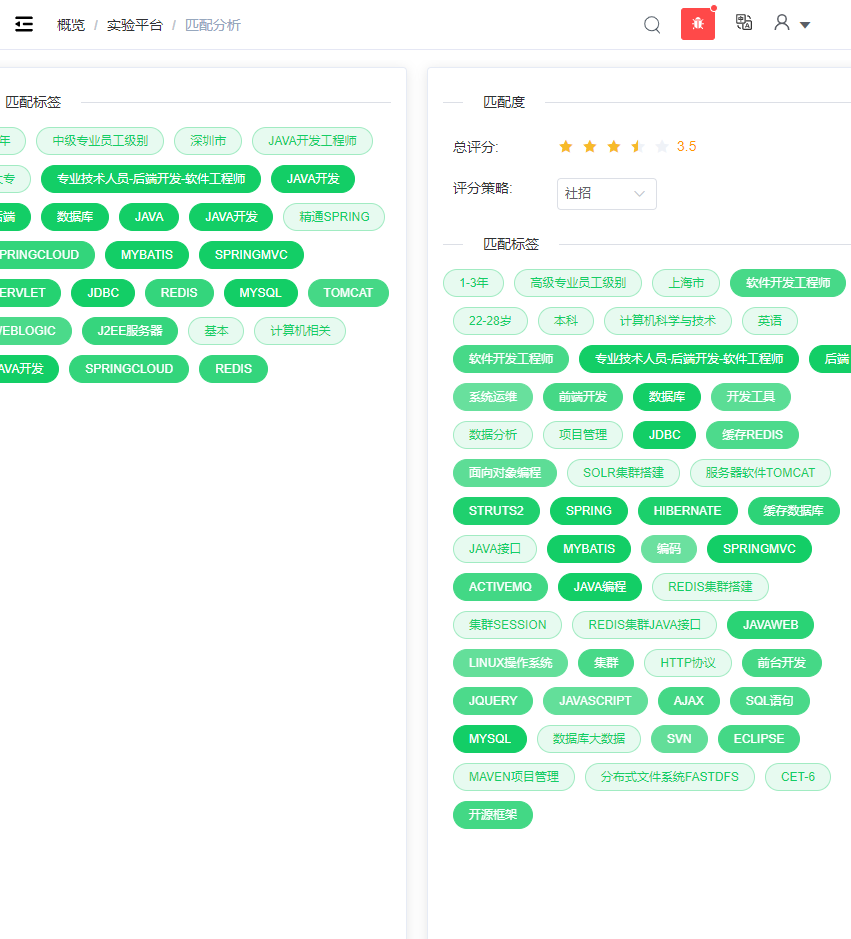 概览 / 实验平台 / 匹配分析
匹配标签
年 中级专业员工级别 深圳市 JAVA开发工程师
专 专业技术人员-后端开发-软件工程师 JAVA开发
后端 数据库 JAVA JAVA开发 精通SPRING
PRINGCLOUD MYBATIS SPRINGMVC
ERVLET JDBC REDIS MYSQL TOMCAT
EBLOGIC J2EE服务器 基本 计算机相关
AVA开发 SPRINGCLOUD REDIS
匹配度
总评分: 3.5
评分策略: 社招
匹配标签
1-3年 高级专业员工级别 上海市 软件开发工程师
22-28岁 本科 计算机科学与技术 英语
软件开发工程师 专业技术人员-后端开发-软件工程师 后端
系统运维 前端开发 数据库 开发工具
数据分析 项目管理 JDBC 缓存REDIS
面向对象编程 SOLR集群搭建 服务器软件TOMCAT
STRUTS2 SPRING HIBERNATE 缓存数据库
JAVA接口 MYBATIS 编码 SPRINGMVC
ACTIVEMQ JAVA编程 REDIS集群搭建
集群SESSION REDIS集群JAVA接口 JAVAWEB
LINUX操作系统 集群 HTTP协议 前台开发
JQUERY JAVASCRIPT AJAX SQL语句
MYSQL 数据库大数据 SVN ECLIPSE
MAVEN项目管理 分布式文件系统FASTDFS CET-6
开源框架